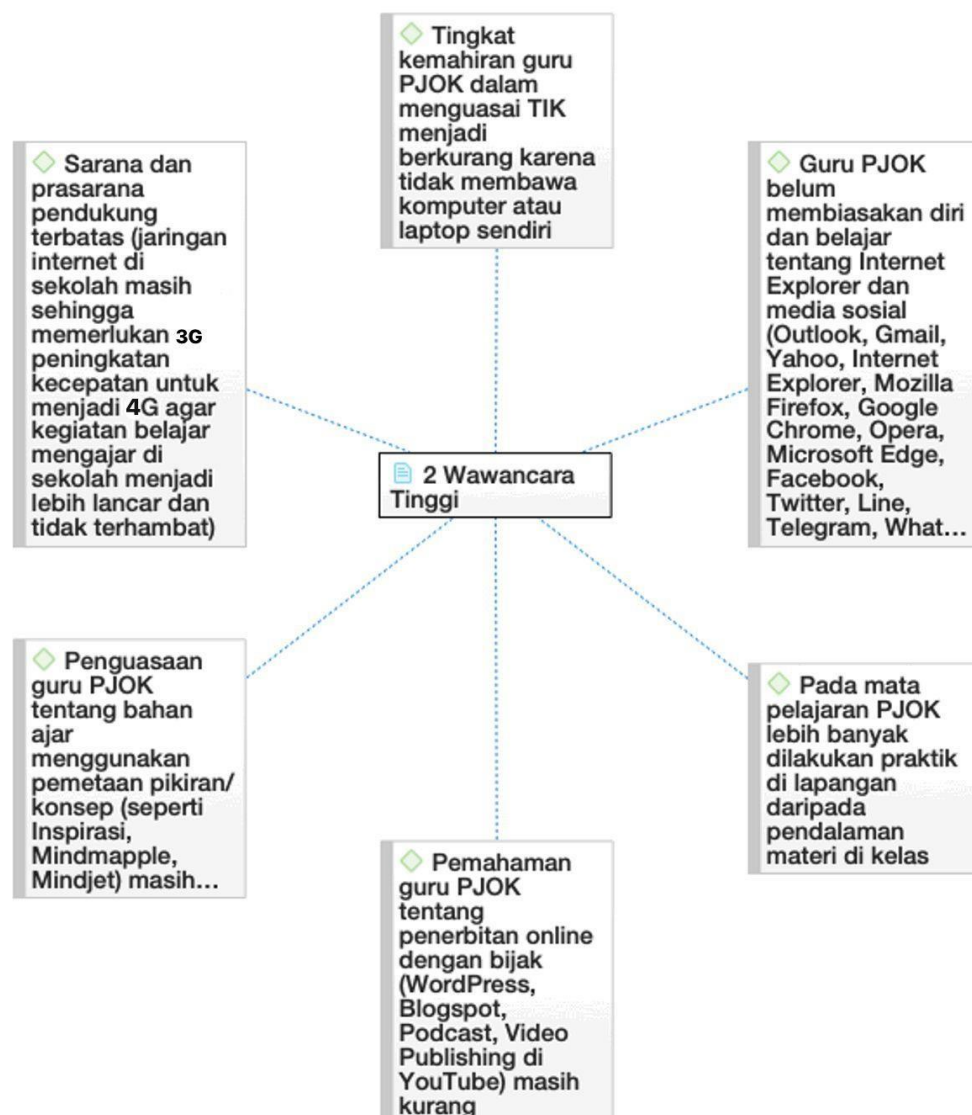 Tingkat
kemahiran guru
PJOK dalam
menguasai TIK
menjadi
berkurang karena
tidak membawa
komputer atau
laptop sendiri
Sarana dan
prasarana
pendukung
terbatas (jaringan
internet di
sekolah masih
sehingga
memerlukan 3G
peningkatan
kecepatan untuk
menjadi 4G agar
kegiatan belajar
mengajar di
sekolah menjadi
lebih lancar dan
tidak terhambat)
Guru PJOK
belum
membiasakan diri
dan belajar
tentang Internet
Explorer dan
media sosial
(Outlook, Gmail,
Yahoo, Internet
Explorer, Mozilla
Firefox, Google
Chrome, Opera,
Microsoft Edge,
Facebook,
Twitter, Line,
Telegram, What...
2 Wawancara
Tinggi
Penguasaan
guru PJOK
tentang bahan
ajar
menggunakan
pemetaan pikiran/
konsep (seperti
Inspirasi,
Mindmapple,
Mindjet) masih...
Pemahaman
guru PJOK
tentang
penerbitan online
dengan bijak
(WordPress,
Blogspot,
Podcast, Video
Publishing di
YouTube) masih
kurang
Pada mata
pelajaran PJOK
lebih banyak
dilakukan praktik
di lapangan
daripada
pendalaman
materi di kelas